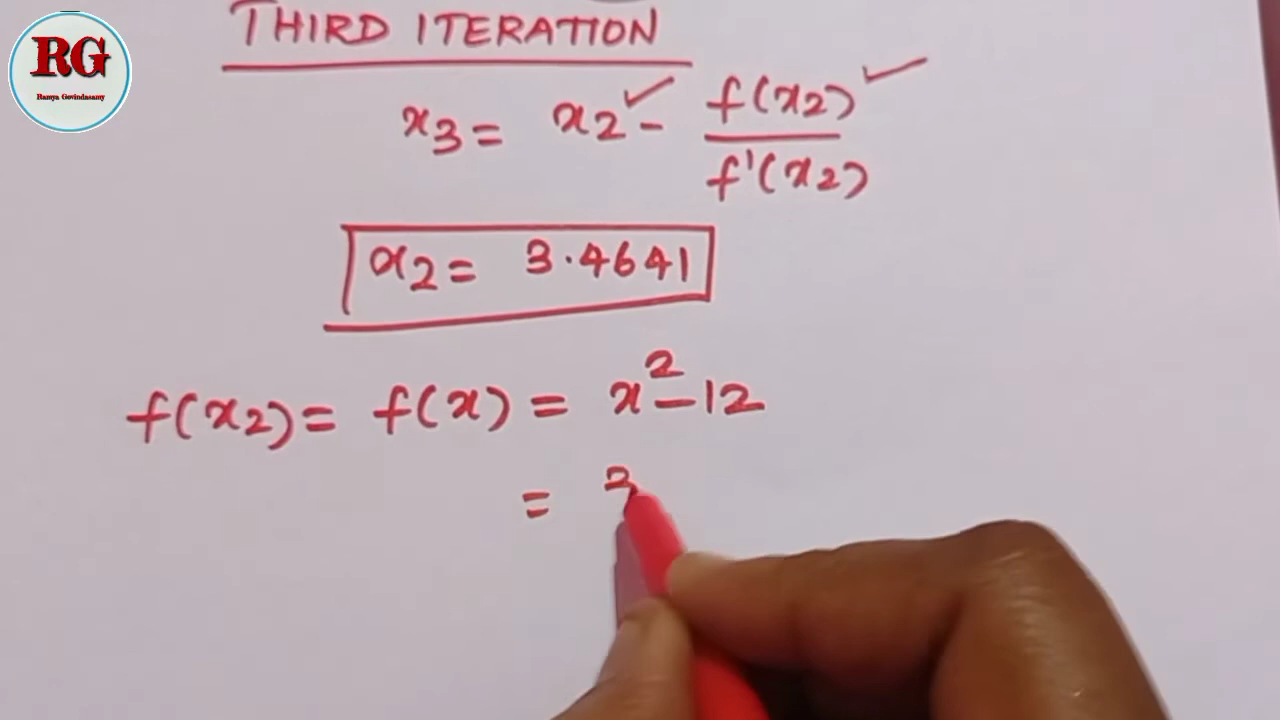 RG
Ramya Govindasamy
THIRD ITERATION
x3 = x2 - f(x2)
f'(x2)
x2 = 3.4641
f(x2) = f(x) = x² - 12
= 3